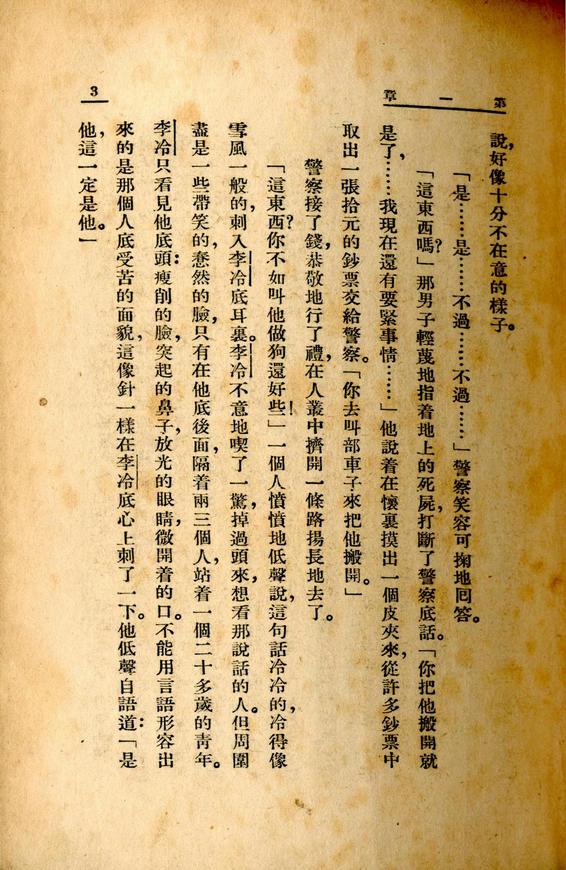 第一章
說，好像十分不在意的樣子。
「是………是………不過………不過………」警察笑容可掬地回答。
「這東西嗎？」那男子輕蔑地指着地上的死屍，打斷了警察底話。「你把他搬開就
是了，………我現在還有要緊事情………」他說着在懷裏摸出一個皮夾來，從許多鈔票中
取出一張拾元的鈔票交給警察。「你去叫部車子來把他搬開。」
警察接了錢，恭敬地行了禮，在人叢中擠開一條路揚長地去了。
「這東西？你不如叫他做狗還好些！」一個人憤憤地低聲說，這句話冷冷的，冷得像
雪風一般的，刺入李冷底耳裏。李冷不意地喫了一驚，掉過頭來，想看那說話的人。但周圍
盡是一些帶笑的，惷然的臉，只有在他底後面，隔着兩三個人，站着一個二十多歲的青年。
李冷只看見他底頭：瘦削的臉，突起的鼻子，放光的眼睛，微開着的口。不能用言語形容出
來的是那個人底受苦的面貌，這像針一樣在李冷底心上刺了一下。他低聲自語道：「是
他，這一定是他。」
3